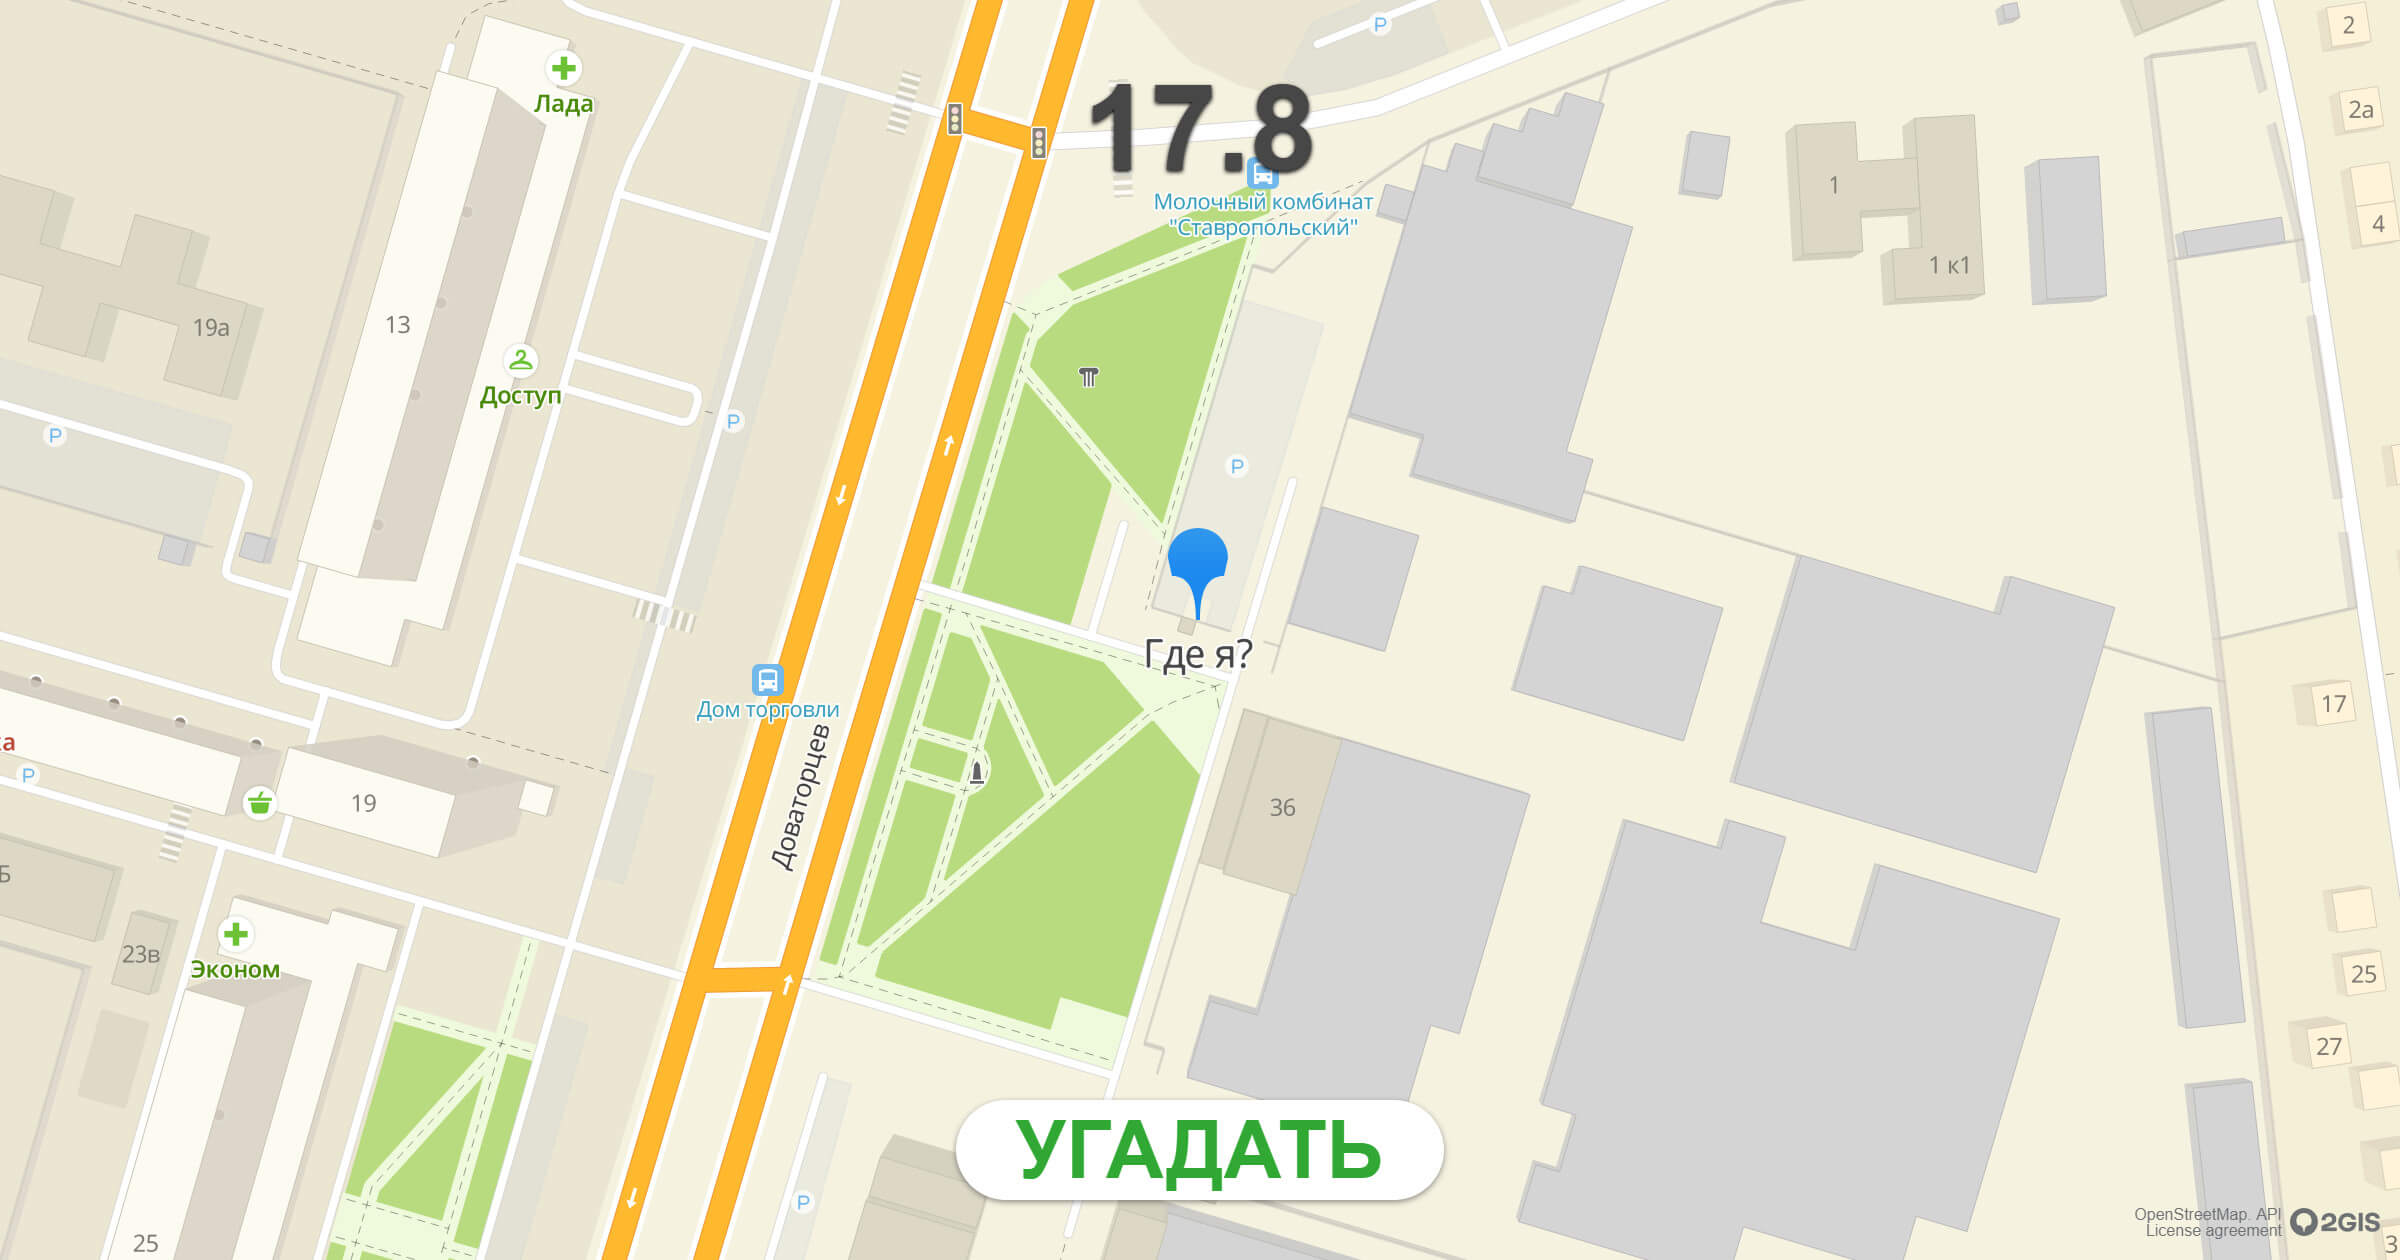 2
P
Лада
17.8
2а
Молочный комбинат
"Ставропольский"
1
4
1 к1
13
19а
Доступ
P
P
P
Где я?
17
Дом торговли
ка
P
19
Доваторцев
36
Б
23в
Эконом
25
27
УГАДАТЬ
P
25
OpenStreetMap. API
License agreement
2GIS
3